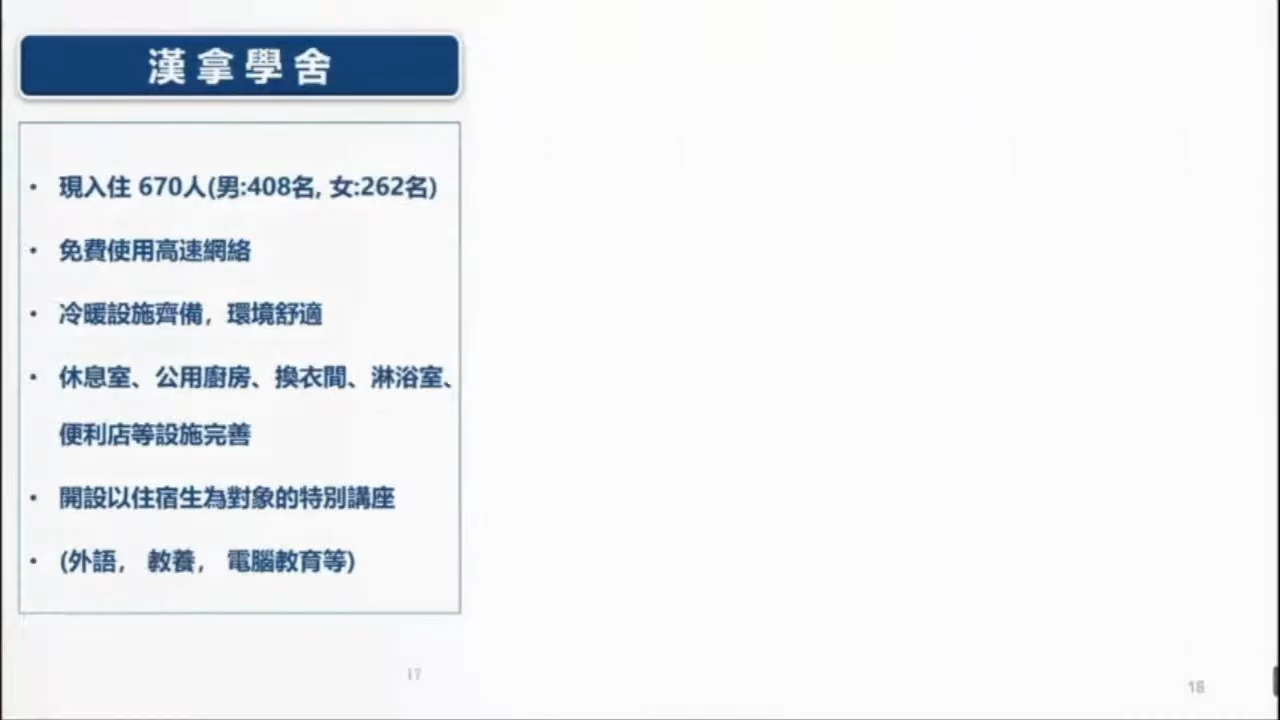 漢拿學舍
• 現入住 670人(男:408名, 女:262名)
• 免費使用高速網絡
• 冷暖設施齊備，環境舒適
• 休息室、公用廚房、換衣間、淋浴室、
便利店等設施完善
• 開設以住宿生為對象的特別講座
• (外語， 教養， 電腦教育等)
17
16